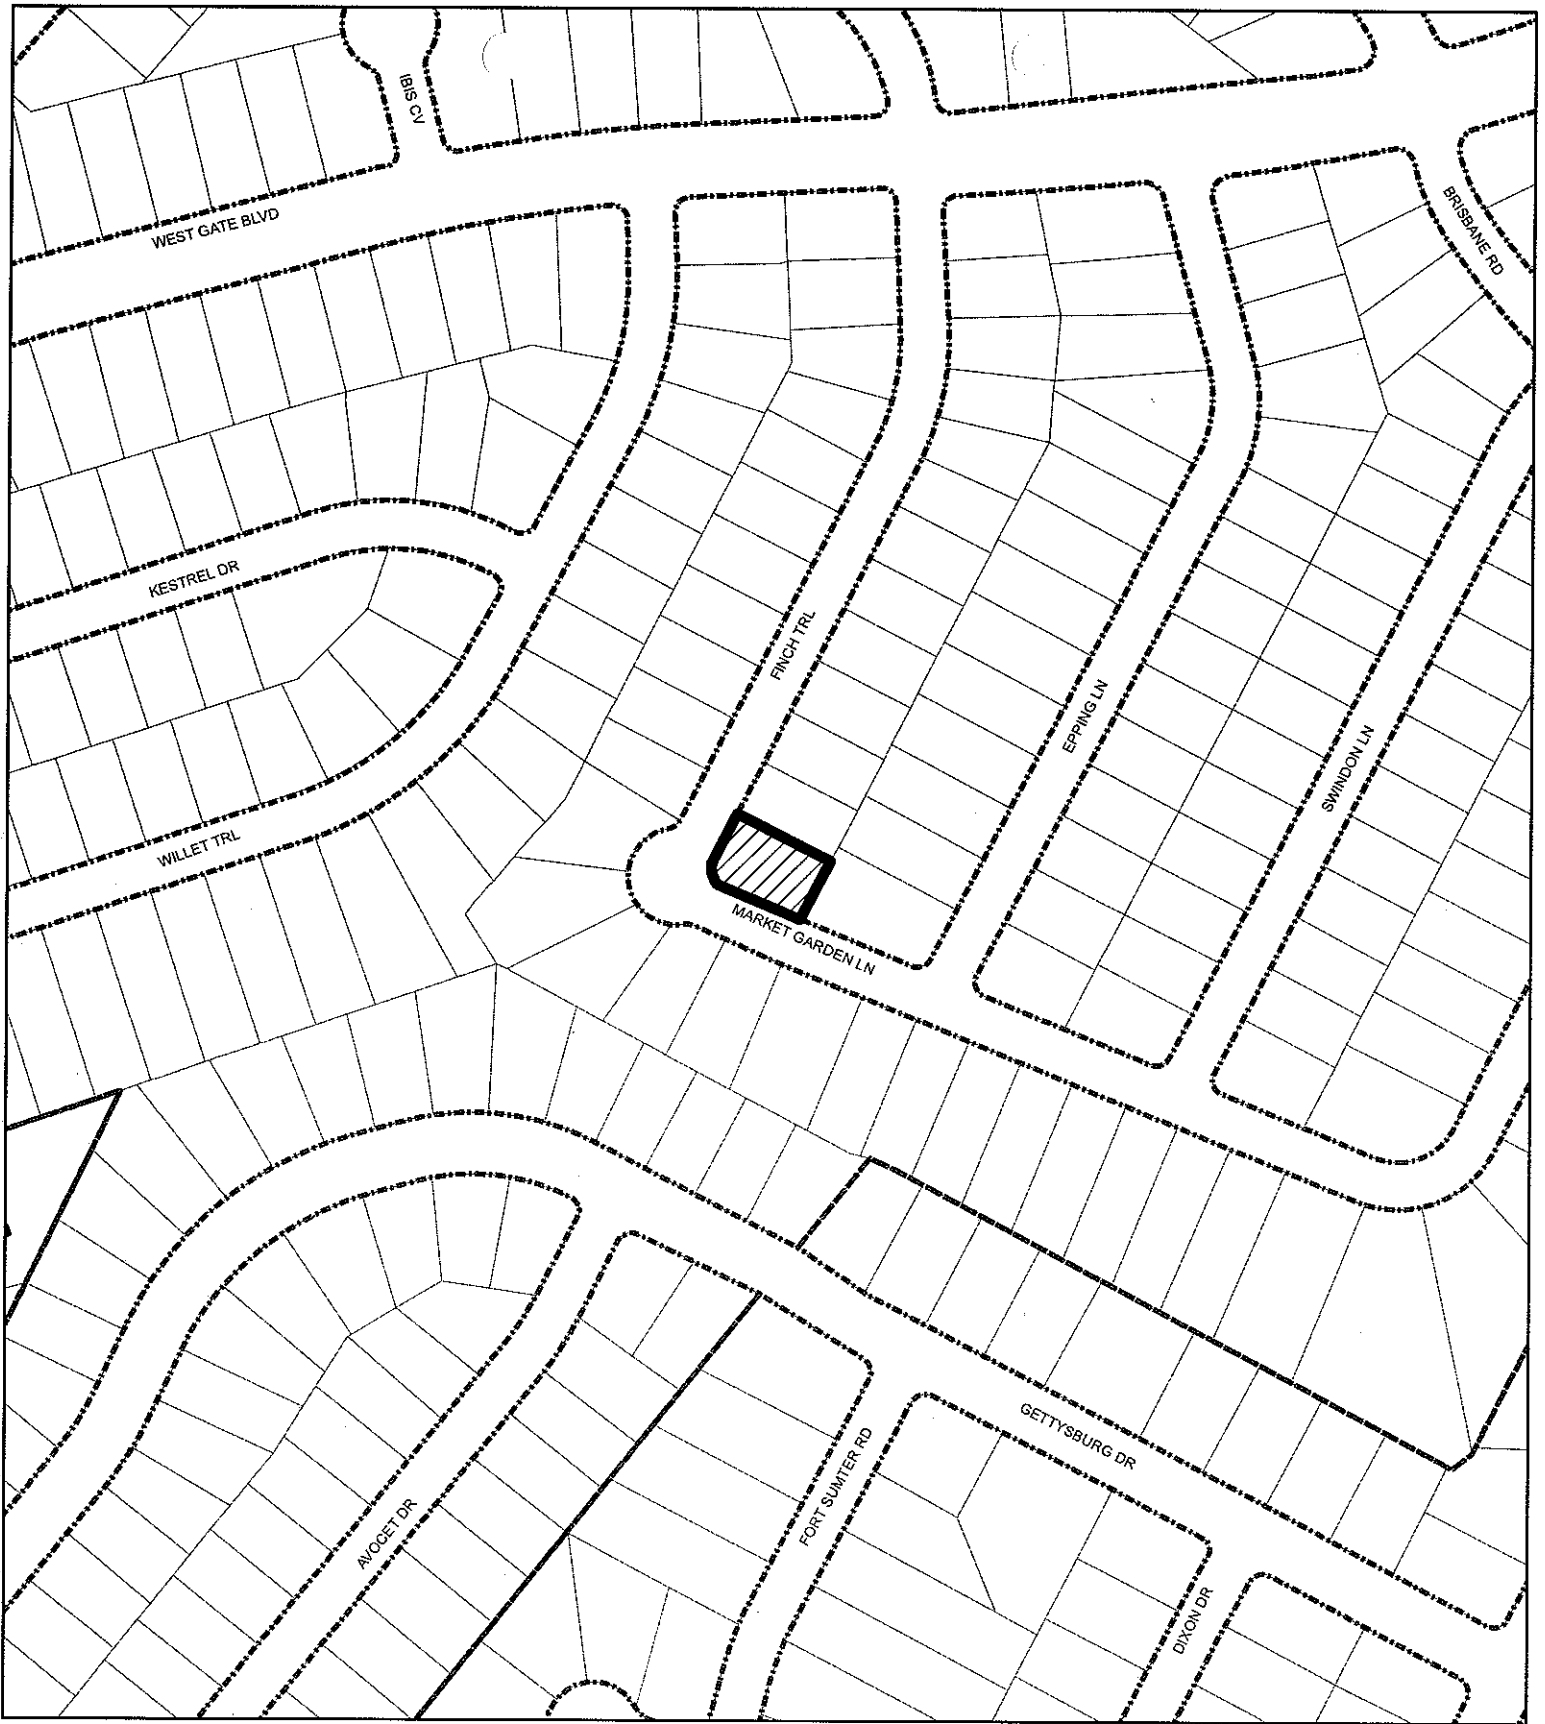 IBIS CV
WEST GATE BLVD
BRISBANE RD
KESTREL DR
FINCH TRL
EPPING LN
SWINDON LN
WILLET TRL
MARKET GARDEN LN
GETTYSBURG DR
FORT SUMTER RD
AVOCET DR
DIXON DR